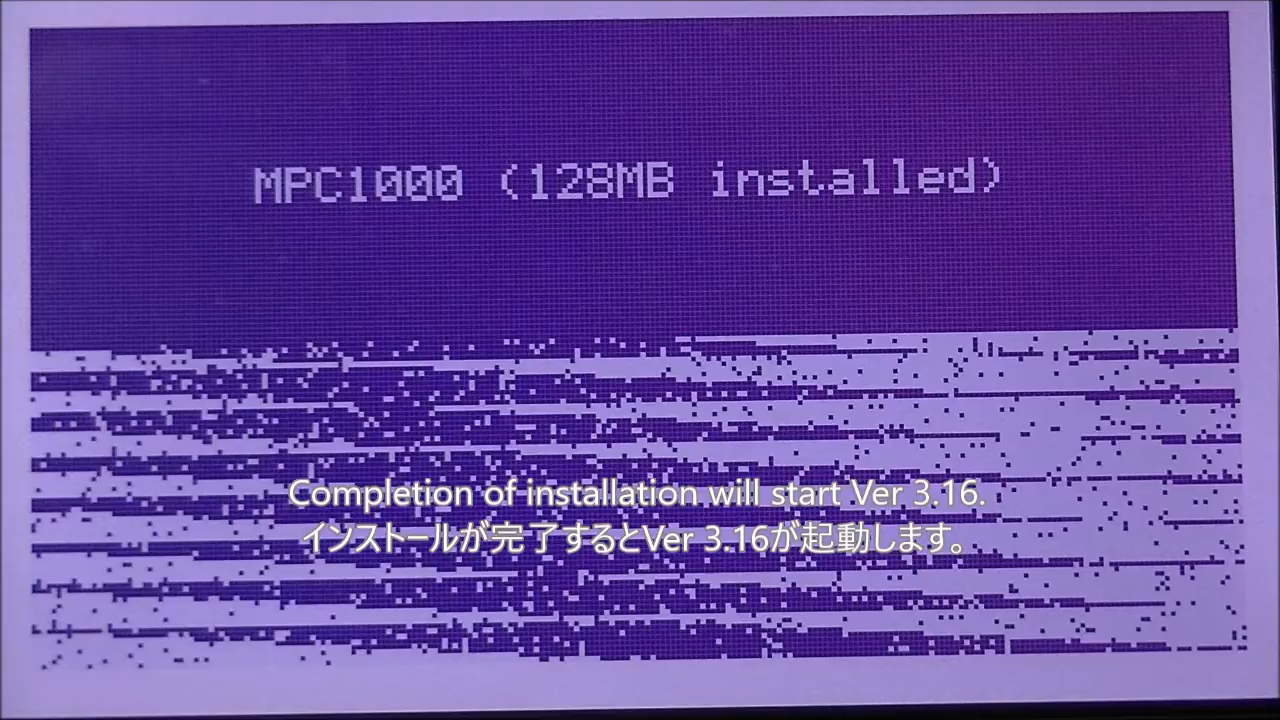 MPC1000 (128MB installed)
Completion of installation will start Ver 3.16.
インストールが完了するとVer 3.16が起動します。